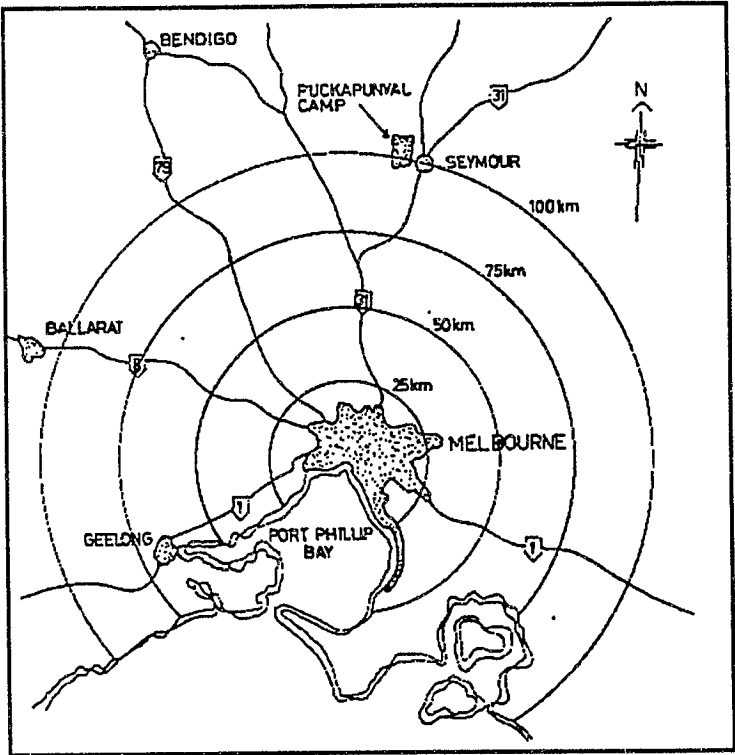 BENDIGO
PUCKAPUNYAL
CAMP
31
N
79
SEYMOUR
100km
75km
31
50km
BALLARAT
8
25km
MELBOURNE
1
GEELONG
PORT PHILLIP
BAY
1